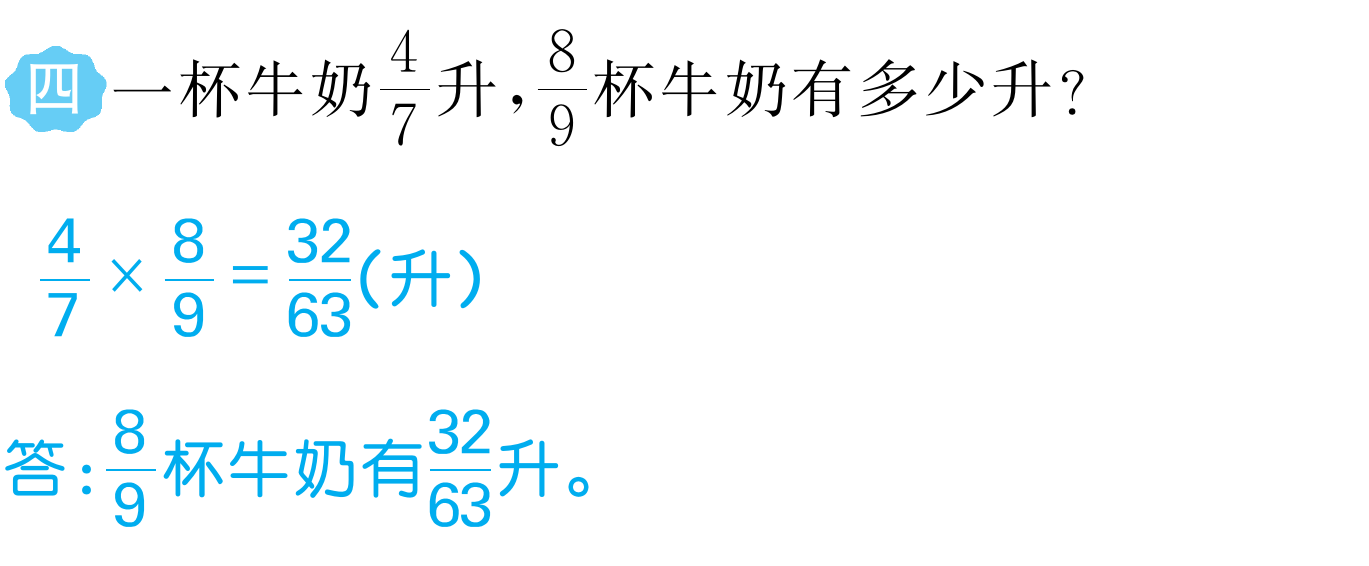 四 一杯牛奶4/7升,8/9杯牛奶有多少升?
4/7 × 8/9 = 32/63(升)
答:8/9杯牛奶有32/63升。